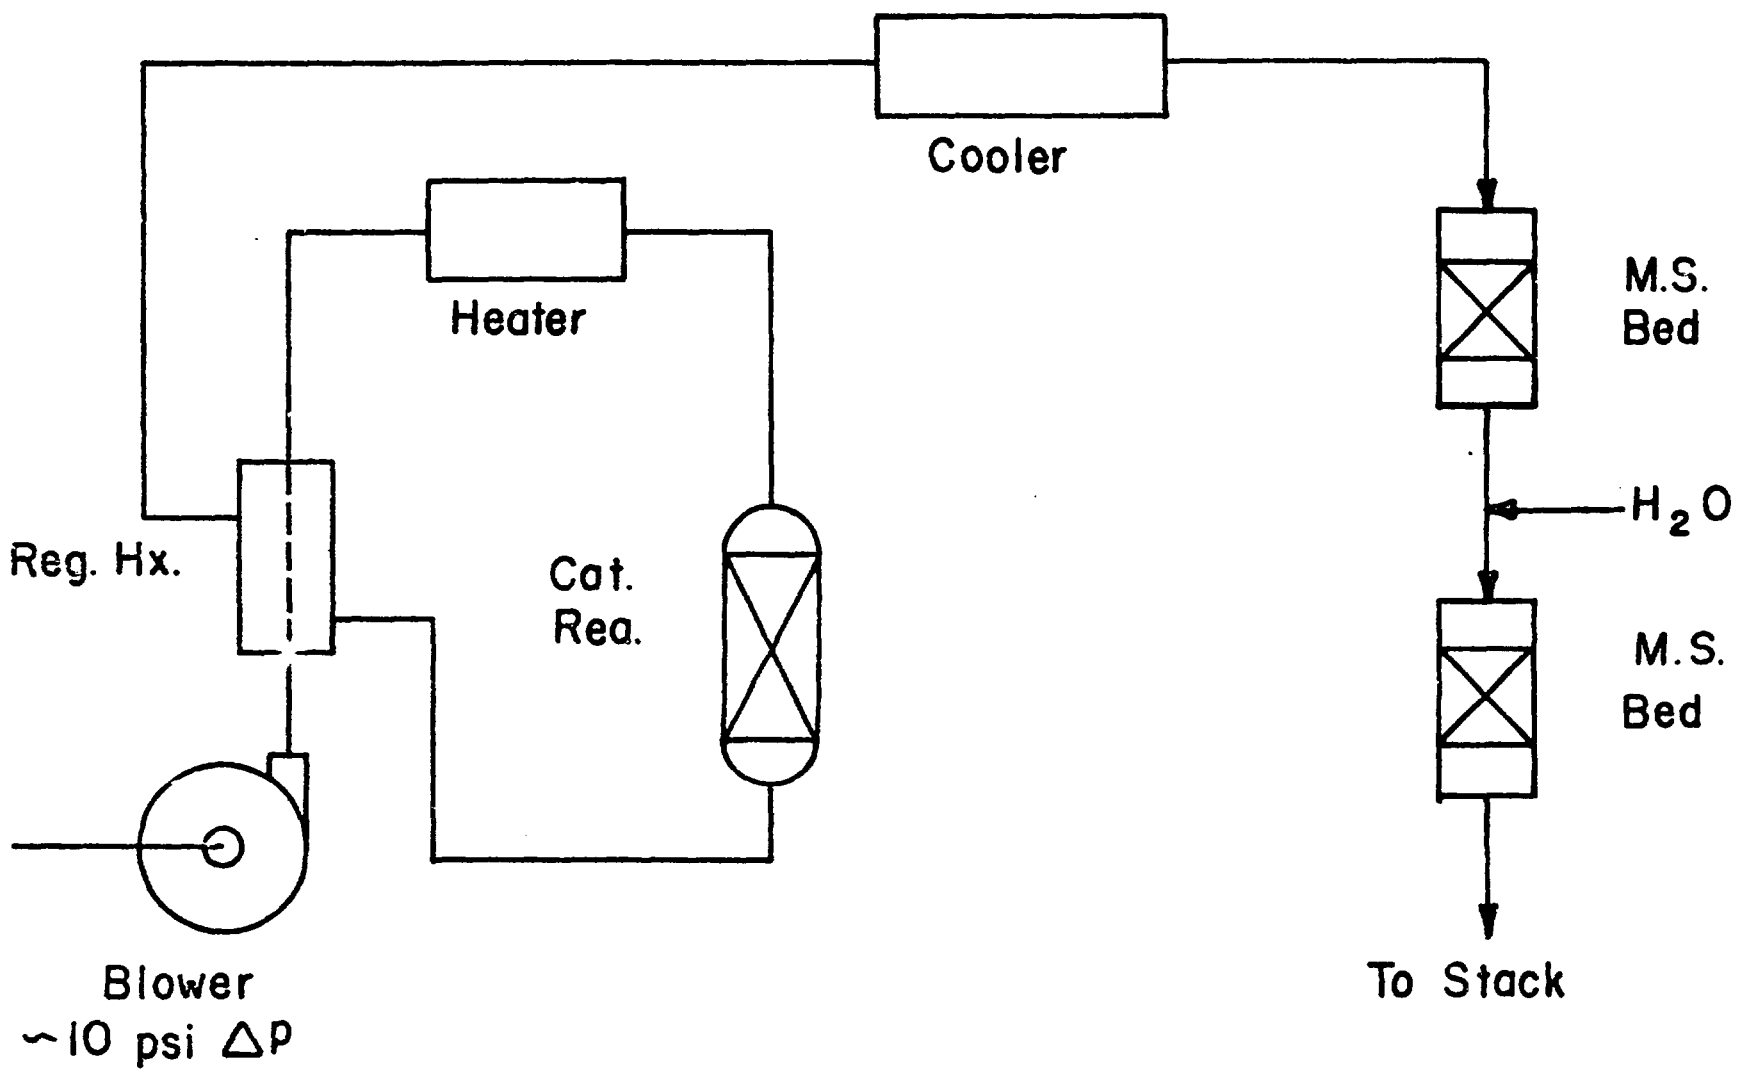 Cooler
Heater
M.S.
Bed
H₂O
Reg. Hx.
Cat.
Rea.
M.S.
Bed
Blower
~10 psi ΔP
To Stack